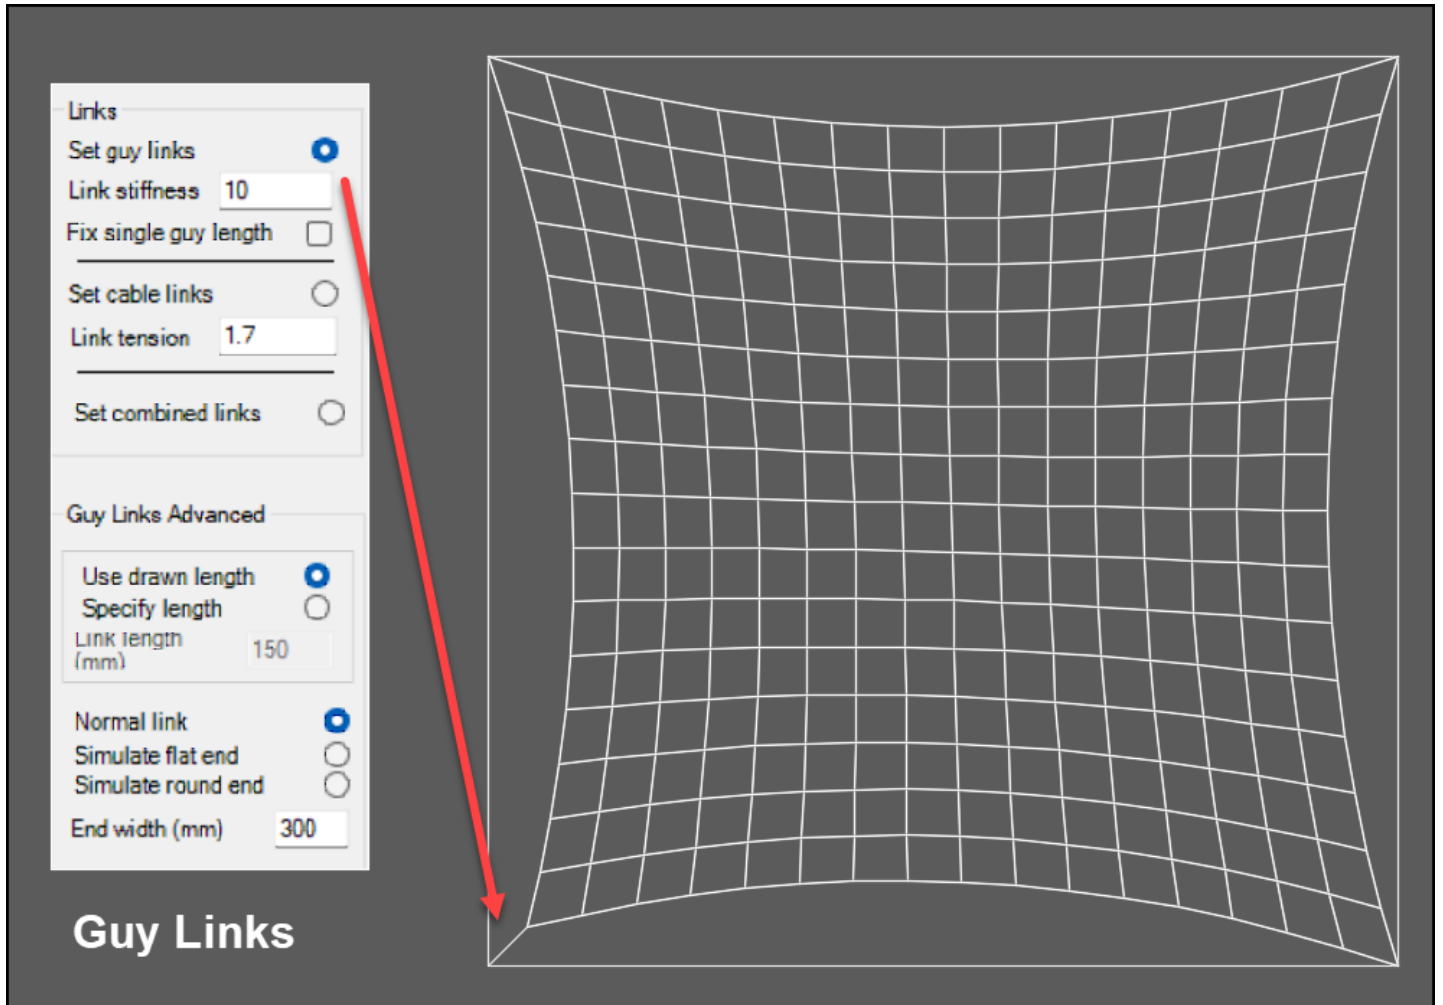 Links
Set guy links
Link stiffness 10
Fix single guy length
Set cable links
Link tension 1.7
Set combined links
Guy Links Advanced
Use drawn length
Specify length
Link length
(mm) 150
Normal link
Simulate flat end
Simulate round end
End width (mm) 300
Guy Links